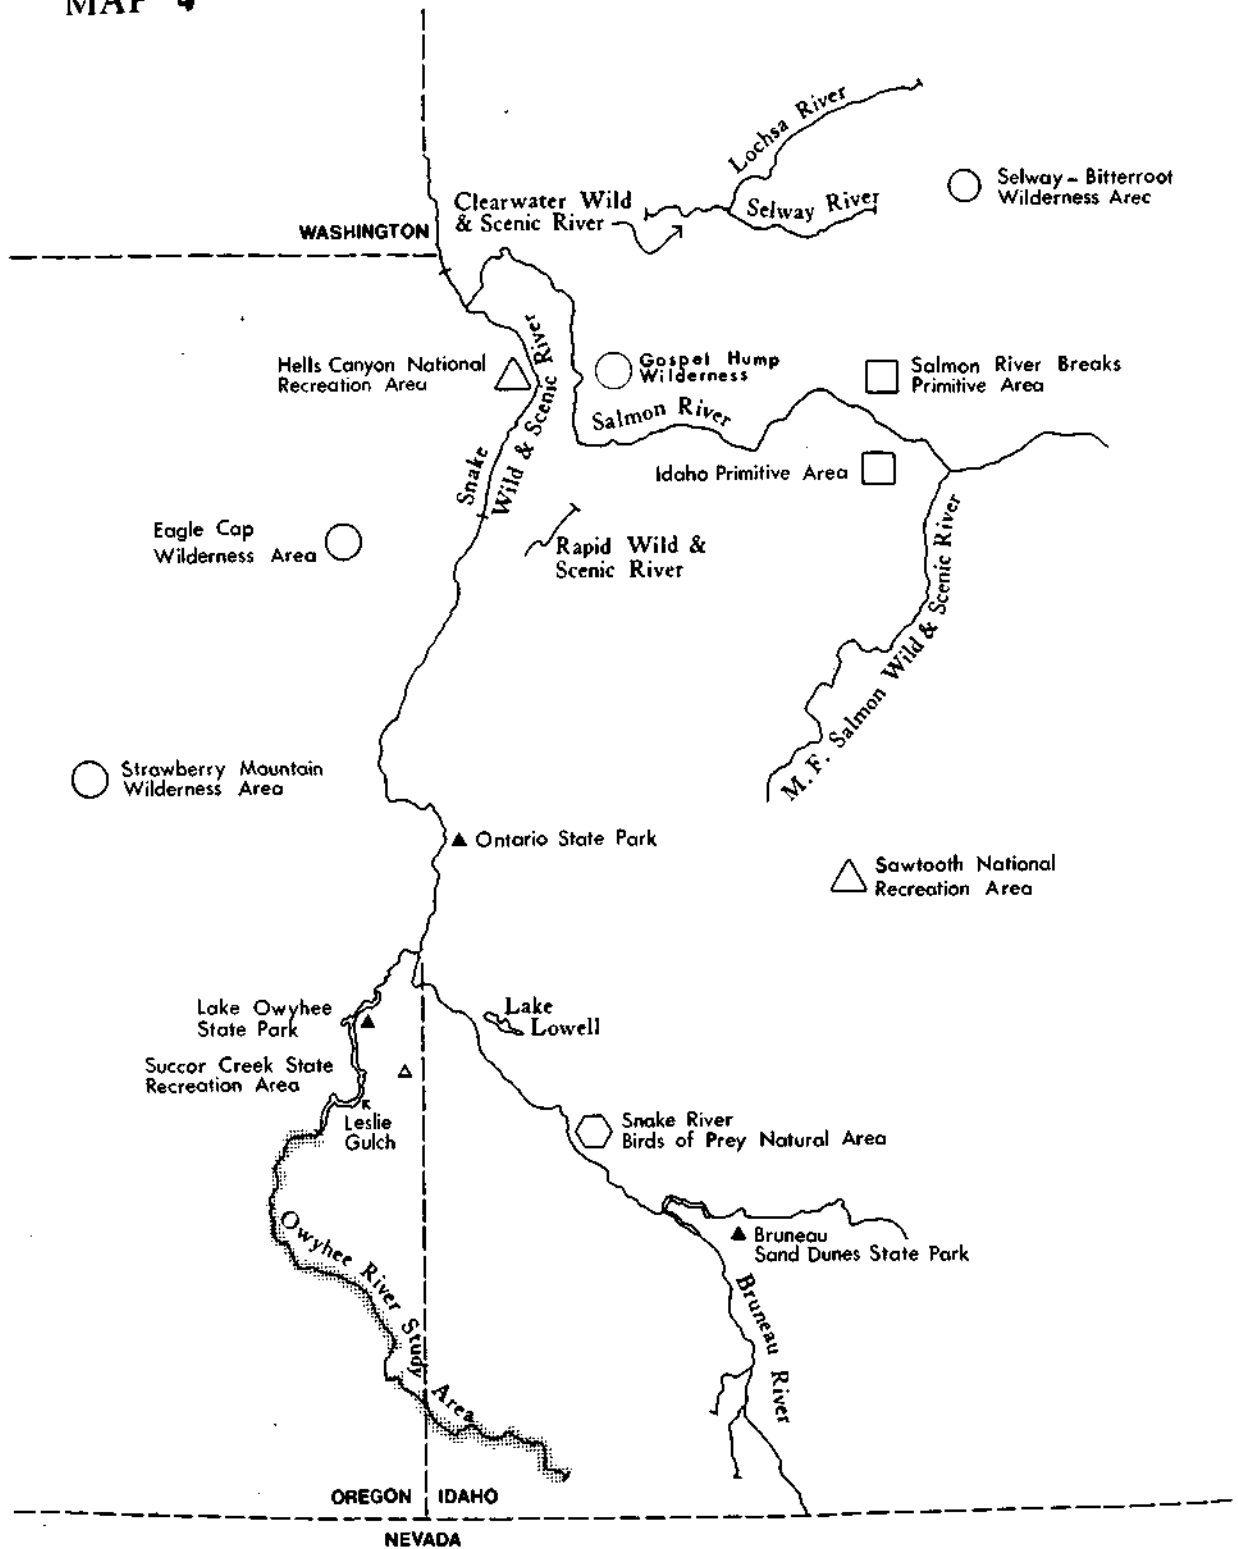 MAP 4
Lochsa River
Selway – Bitterroot
Wilderness Arec
Clearwater Wild
& Scenic River
Selway River
WASHINGTON
Hells Canyon National
Recreation Area
Gospel Hump
Wilderness
Salmon River Breaks
Primitive Area
Salmon River
Snake
Wild & Scenic River
Idaho Primitive Area
Eagle Cap
Wilderness Area
Rapid Wild &
Scenic River
M.F. Salmon Wild & Scenic River
Strawberry Mountain
Wilderness Area
Ontario State Park
Sawtooth National
Recreation Area
Lake Owyhee
State Park
Lake
Lowell
Succor Creek State
Recreation Area
Leslie
Gulch
Snake River
Birds of Prey Natural Area
Owyhee River Study Area
Bruneau
Sand Dunes State Park
Bruneau River
OREGON
IDAHO
NEVADA